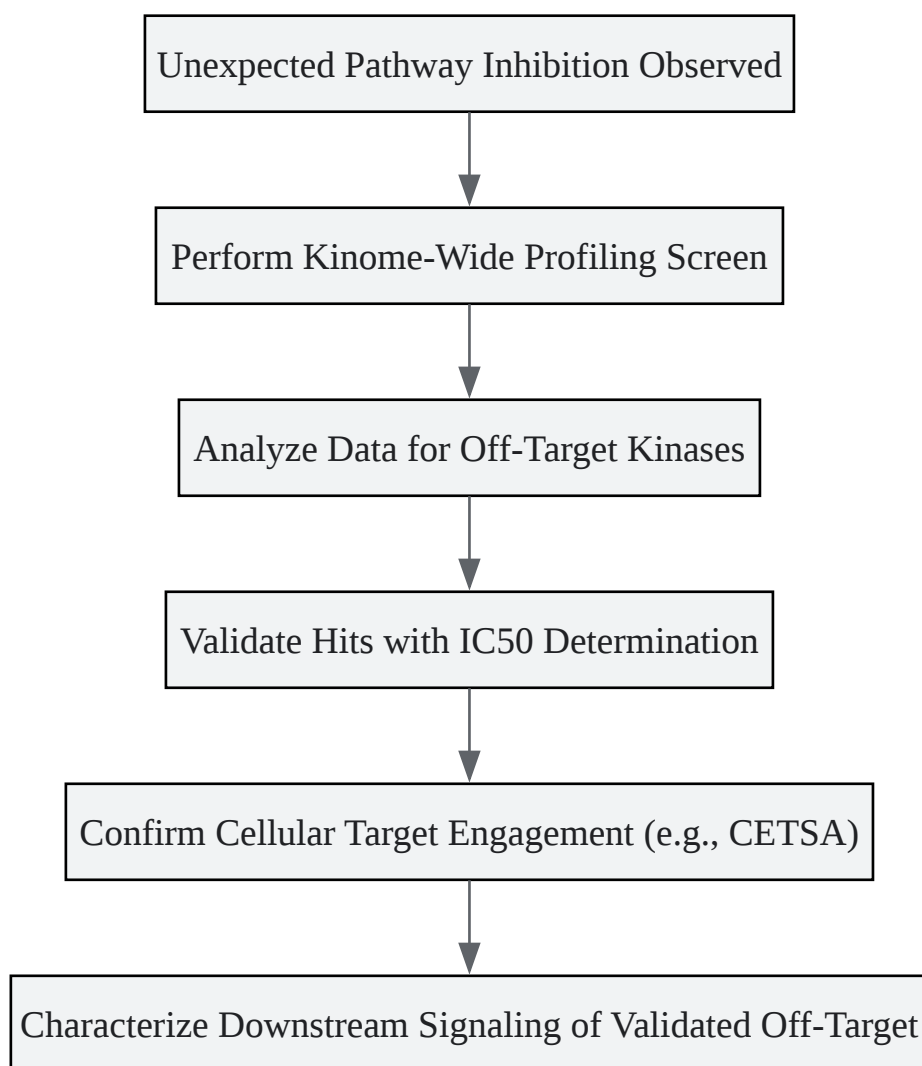 Unexpected Pathway Inhibition Observed
Perform Kinome-Wide Profiling Screen
Analyze Data for Off-Target Kinases
Validate Hits with IC50 Determination
Confirm Cellular Target Engagement (e.g., CETSA)
Characterize Downstream Signaling of Validated Off-Target